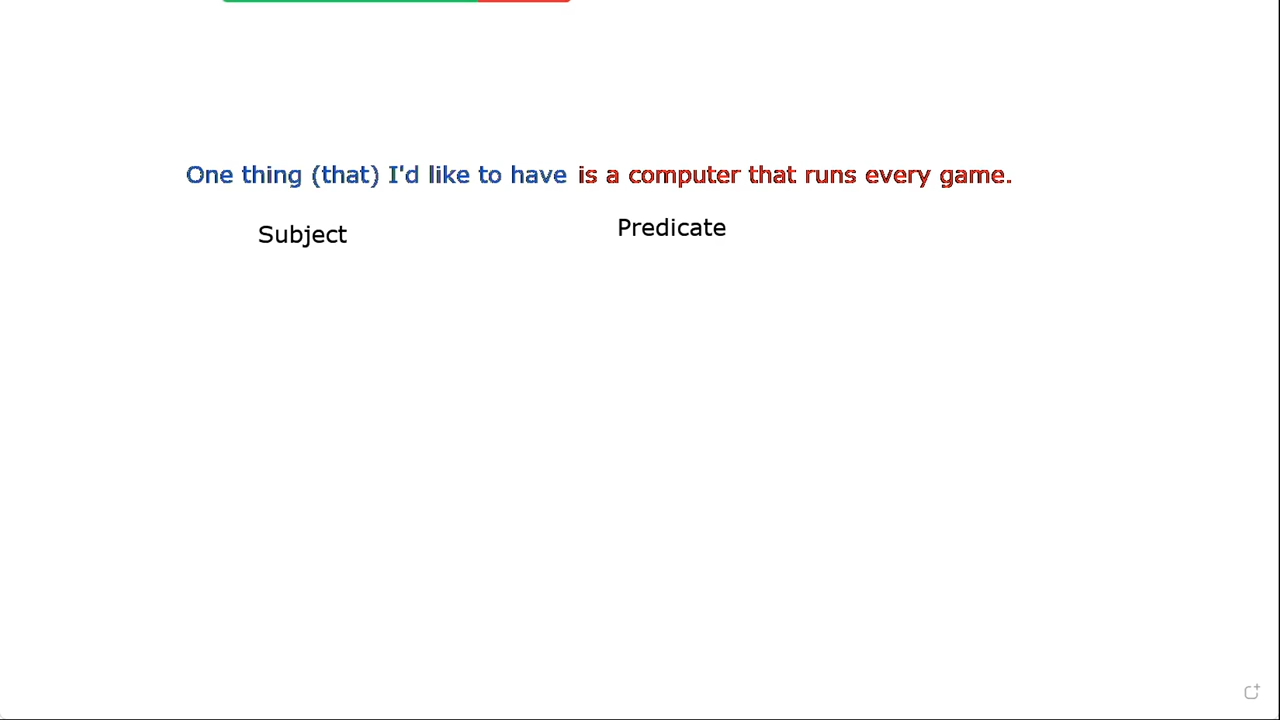 One thing (that) I'd like to have is a computer that runs every game.
Subject Predicate